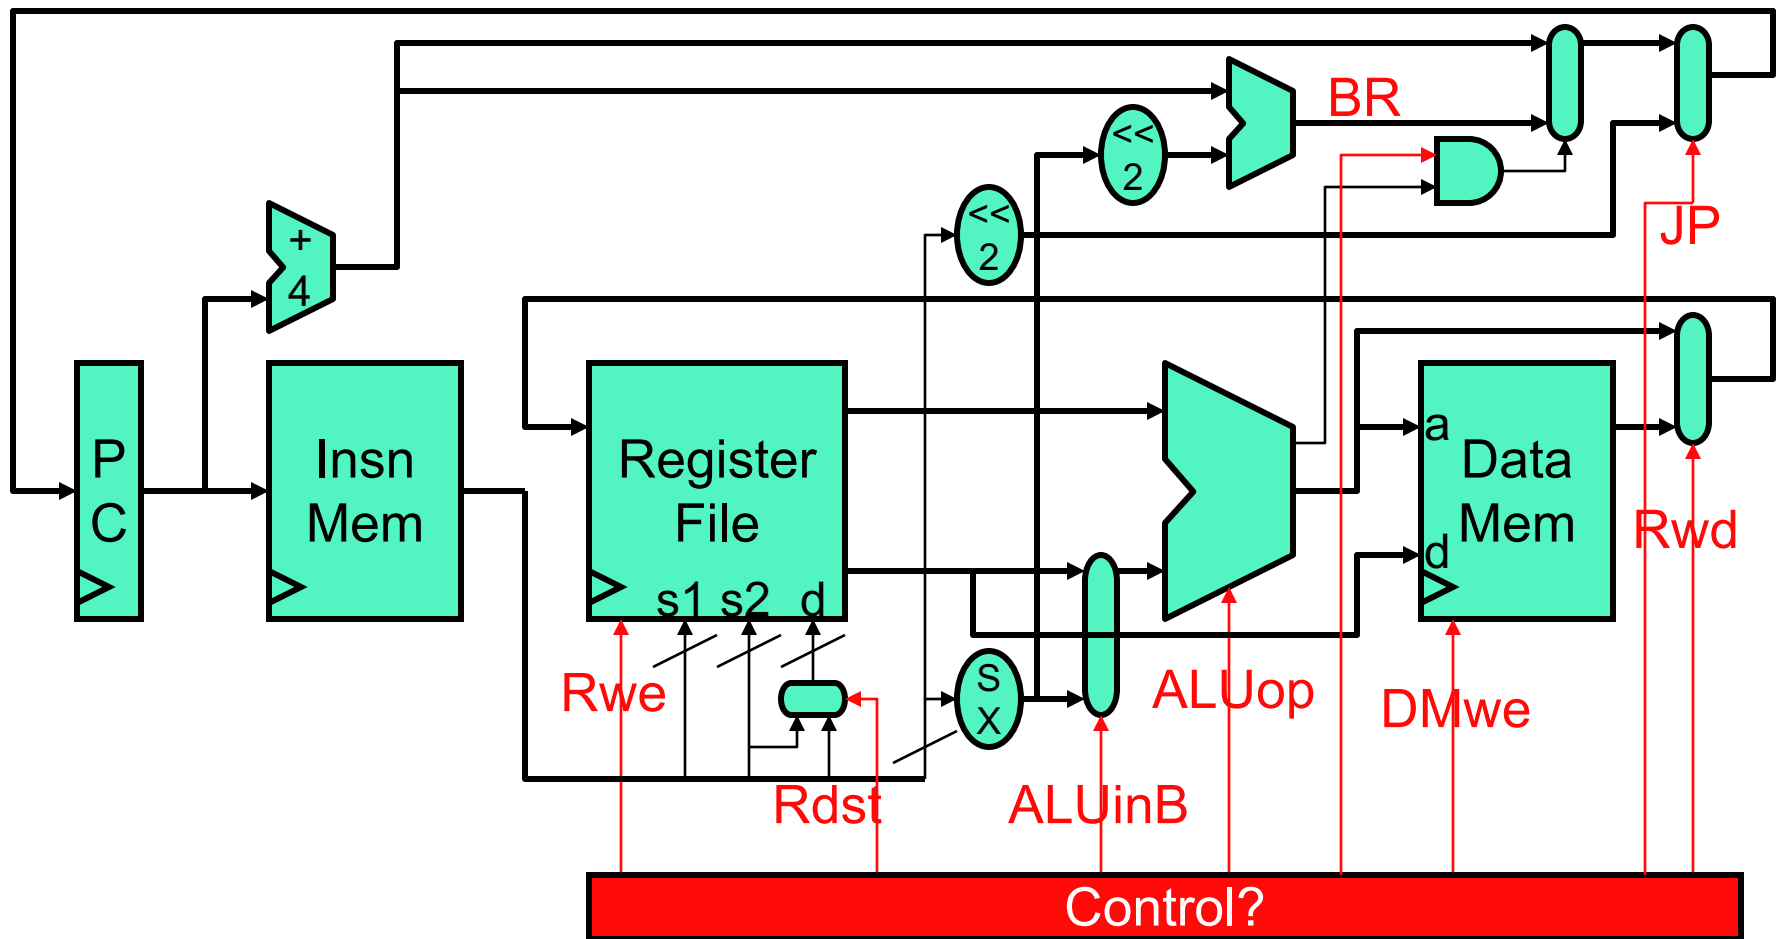 BR
<<
2
<<
2
JP
+
4
P
C
Insn
Mem
Register
File
s1 s2 d
a
d
Data
Mem
Rwd
Rwe
S
X
ALUop
DMwe
Rdst
ALUinB
Control?